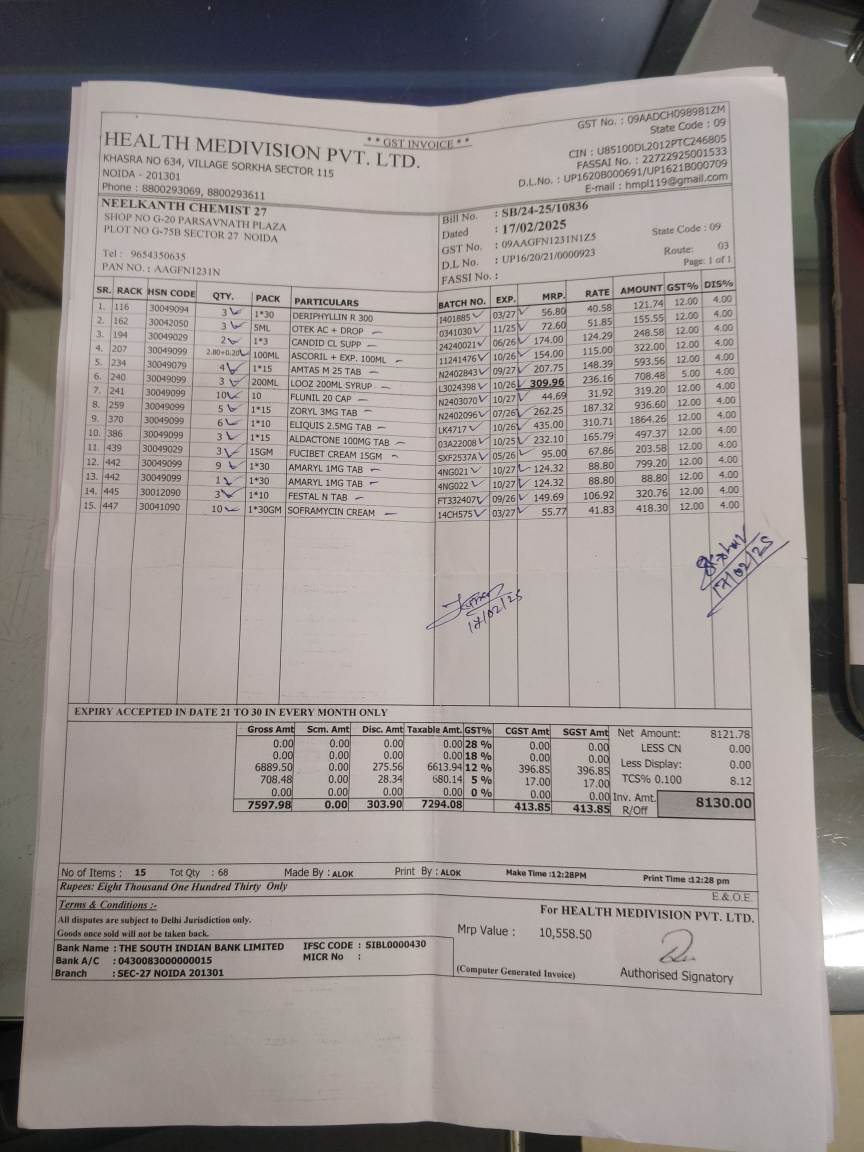 * * GST INVOICE * *
GST No. : 09AADCH0989B1ZM
State Code : 09
HEALTH MEDIVISION PVT. LTD.
CIN : U85100DL2012PTC246805
KHASRA NO 634, VILLAGE SORKHA SECTOR 115
FASSAI No. : 22722925001533
NOIDA - 201301
D.L.No. : UP1620B000691/UP1621B000709
Phone : 8800293069, 8800293611
E-mail : hmpl119@gmail.com
NEELKANTH CHEMIST 27
SHOP NO G-20 PARSAVNATH PLAZA
PLOT NO G-75B SECTOR 27 NOIDA
Tel : 9654350635
PAN NO. : AAGFN1231N
Bill No. : SB/24-25/10836
Dated : 17/02/2025
State Code : 09
GST No. : 09AAGFN1231N1Z5
Route: 03
D.L No. : UP16/20/21/0000923
Page: 1 of 1
FASSI No. :
SR. RACK HSN CODE QTY. PACK PARTICULARS BATCH NO. EXP. MRP. RATE AMOUNT GST% DIS%
1. 116 30049094 3 1*30 DERIPHYLLIN R 300 I401885 03/27 56.80 40.58 121.74 12.00 4.00
2. 162 30042050 3 5ML OTEK AC + DROP 0341030 11/25 72.60 51.85 155.55 12.00 4.00
3. 194 30049029 2 1*3 CANDID CL SUPP 24240021 06/26 174.00 124.29 248.58 12.00 4.00
4. 207 30049099 2.80+0.20 100ML ASCORIL + EXP. 100ML 11241476 10/26 154.00 115.00 322.00 12.00 4.00
5. 234 30049079 4 1*15 AMTAS M 25 TAB N2402843 09/27 207.75 148.39 593.56 12.00 4.00
6. 240 30049099 3 200ML LOOZ 200ML SYRUP L3024398 10/26 309.96 236.16 708.48 5.00 4.00
7. 241 30049099 10 10 FLUNIL 20 CAP N2403070 10/27 44.69 31.92 319.20 12.00 4.00
8. 259 30049099 5 1*15 ZORYL 3MG TAB N2402096 07/26 262.25 187.32 936.60 12.00 4.00
9. 370 30049099 6 1*10 ELIQUIS 2.5MG TAB LK4717 10/26 435.00 310.71 1864.26 12.00 4.00
10. 386 30049099 3 1*15 ALDACTONE 100MG TAB 03A22008 10/25 232.10 165.79 497.37 12.00 4.00
11. 439 30049029 3 15GM FUCIBET CREAM 15GM SXF2537A 05/26 95.00 67.86 203.58 12.00 4.00
12. 442 30049099 9 1*30 AMARYL 1MG TAB 4NG021 10/27 124.32 88.80 799.20 12.00 4.00
13. 442 30049099 1 1*30 AMARYL 1MG TAB 4NG022 10/27 124.32 88.80 88.80 12.00 4.00
14. 445 30012090 3 1*10 FESTAL N TAB FT332407 09/26 149.69 106.92 320.76 12.00 4.00
15. 447 30041090 10 1*30GM SOFRAMYCIN CREAM 14CH575 03/27 55.77 41.83 418.30 12.00 4.00
17/02/25
17/02/25
EXPIRY ACCEPTED IN DATE 21 TO 30 IN EVERY MONTH ONLY
Gross Amt Scm. Amt Disc. Amt Taxable Amt. GST% CGST Amt SGST Amt
0.00 0.00 0.00 0.00 28 % 0.00 0.00
0.00 0.00 0.00 0.00 18 % 0.00 0.00
6889.50 0.00 275.56 6613.94 12 % 396.85 396.85
708.48 0.00 28.34 680.14 5 % 17.00 17.00
0.00 0.00 0.00 0.00 0 % 0.00 0.00
7597.98 0.00 303.90 7294.08 413.85 413.85
Net Amount: 8121.78
LESS CN 0.00
Less Display: 0.00
TCS% 0.100 8.12
Inv. Amt. 8130.00
R/Off
No of Items : 15 Tot Qty : 68 Made By : ALOK Print By : ALOK Make Time :12:28PM Print Time :12:28 pm
Rupees: Eight Thousand One Hundred Thirty Only
E.&.O.E.
Terms & Conditions :-
All disputes are subject to Delhi Jurisdiction only.
Goods once sold will not be taken back.
Bank Name : THE SOUTH INDIAN BANK LIMITED IFSC CODE : SIBL0000430
Bank A/C : 0430083000000015 MICR No :
Branch : SEC-27 NOIDA 201301
For HEALTH MEDIVISION PVT. LTD.
Mrp Value : 10,558.50
(Computer Generated Invoice)
Authorised Signatory